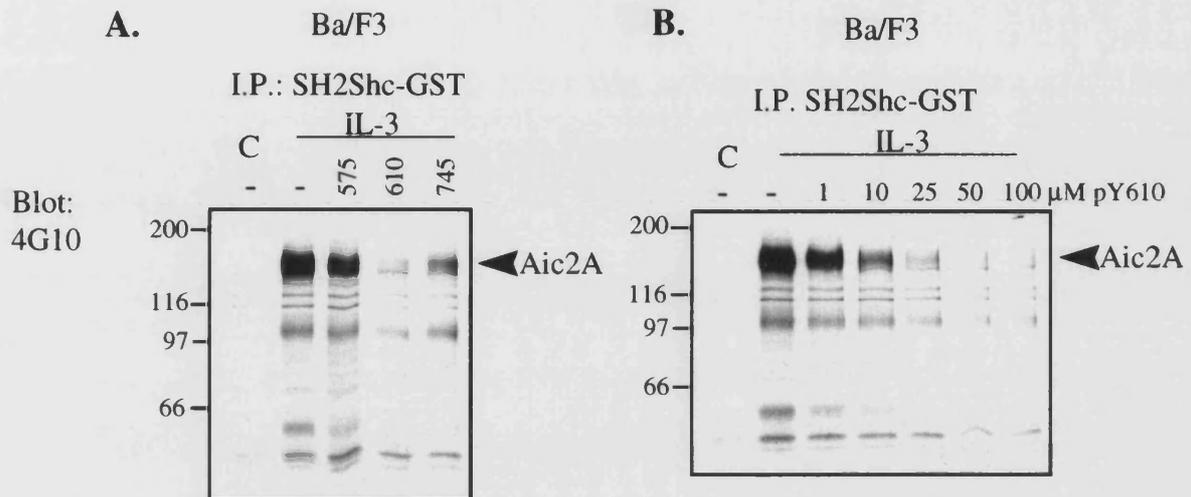 A.
Ba/F3
I.P.: SH2Shc-GST
IL-3
C
- - 575 610 745
Blot:
4G10
200
116
97
66
Aic2A
B.
Ba/F3
I.P. SH2Shc-GST
IL-3
C
- - 1 10 25 50 100 μM pY610
200
116
97
66
Aic2A